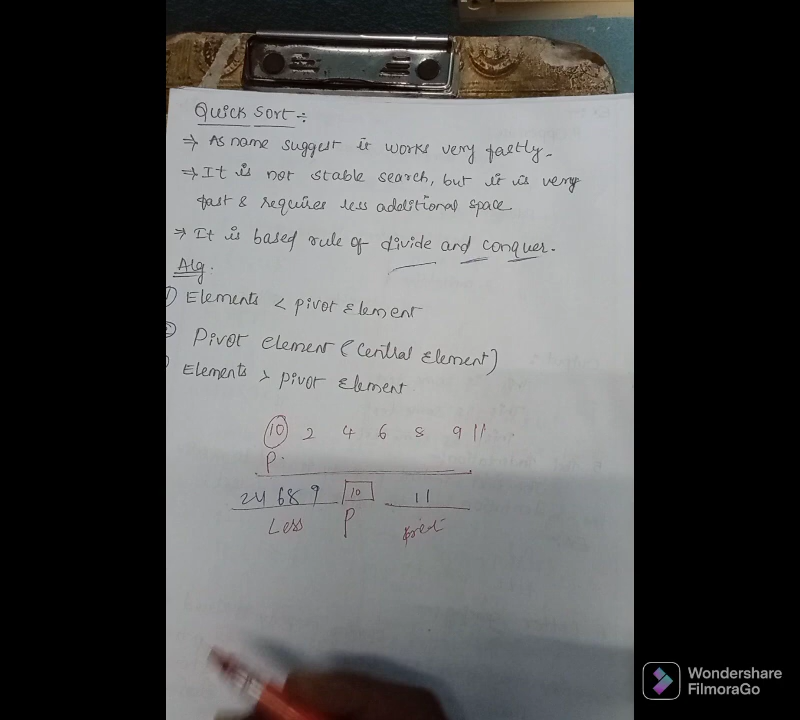 Quick Sort ÷
⇒ As name suggest it works very fastly.
⇒ It is not stable search, but it is very
fast & requires less additional space
⇒ It is based rule of divide and conquer.
Alg.
① Elements < pivot Element
② Pivot element (Central Element)
) Elements > pivot Element
10 2 4 6 8 9 11
P.
2 4 6 8 9 10 11
Less P
Wondershare
FilmoraGo